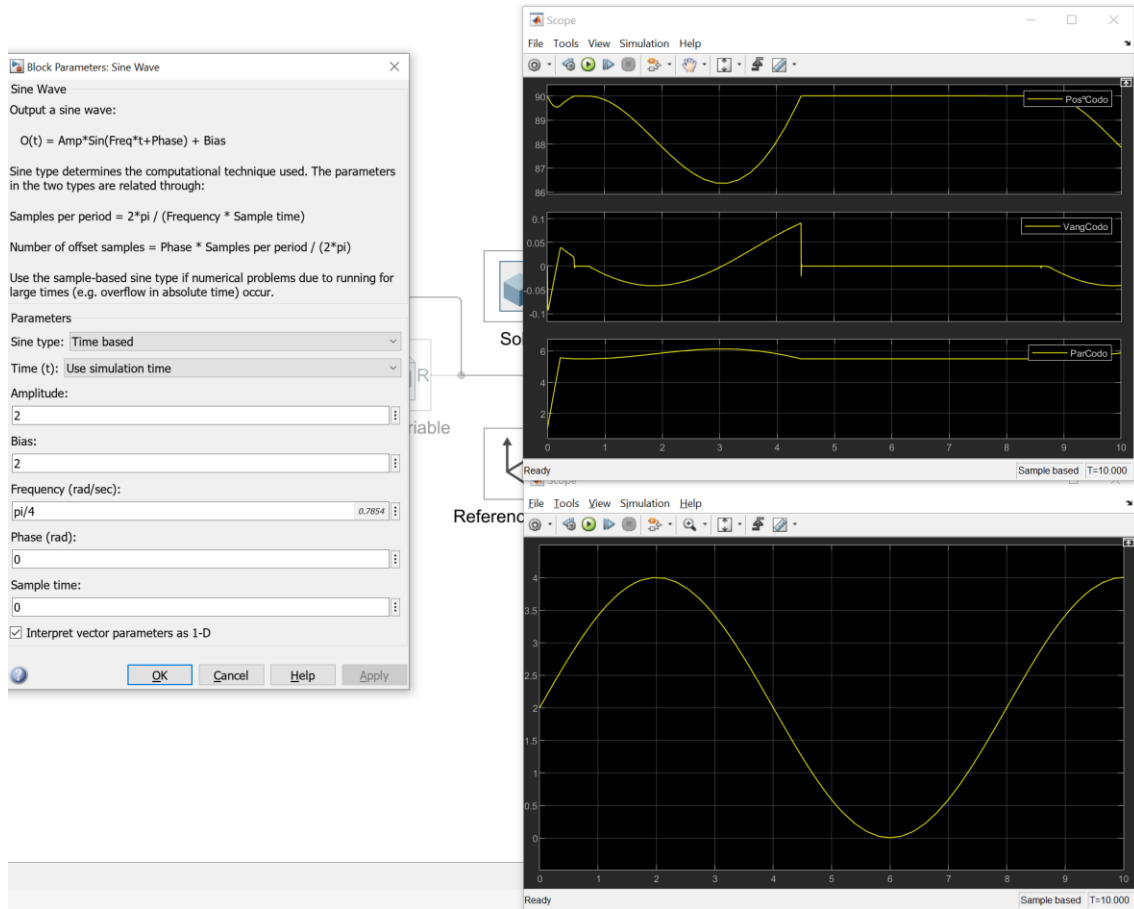 Block Parameters: Sine Wave
Sine Wave
Output a sine wave:
O(t) = Amp*Sin(Freq*t+Phase) + Bias
Sine type determines the computational technique used. The parameters
in the two types are related through:
Samples per period = 2*pi / (Frequency * Sample time)
Number of offset samples = Phase * Samples per period / (2*pi)
Use the sample-based sine type if numerical problems due to running for
large times (e.g. overflow in absolute time) occur.
Parameters
Sine type: Time based
Time (t): Use simulation time
Amplitude:
2
Bias:
2
Frequency (rad/sec):
pi/4 0.7854
Phase (rad):
0
Sample time:
0
Interpret vector parameters as 1-D
OK Cancel Help Apply
So
R
riable
Referenc
Scope
File Tools View Simulation Help
PosªCodo
90
89
88
87
86
VangCodo
0.1
0.05
0
-0.05
-0.1
ParCodo
6
4
2
0 1 2 3 4 5 6 7 8 9 10
Ready Sample based T=10.000
Scope
File Tools View Simulation Help
4
3.5
3
2.5
2
1.5
1
0.5
0
0 1 2 3 4 5 6 7 8 9 10
Ready Sample based T=10.000